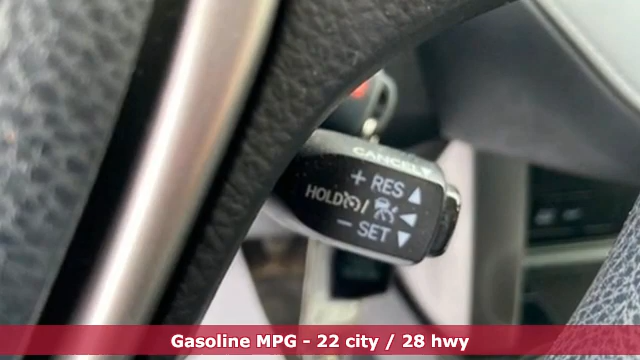 CANCEL
+ RES ▲
HOLD / ◀
− SET ▼
Gasoline MPG - 22 city / 28 hwy